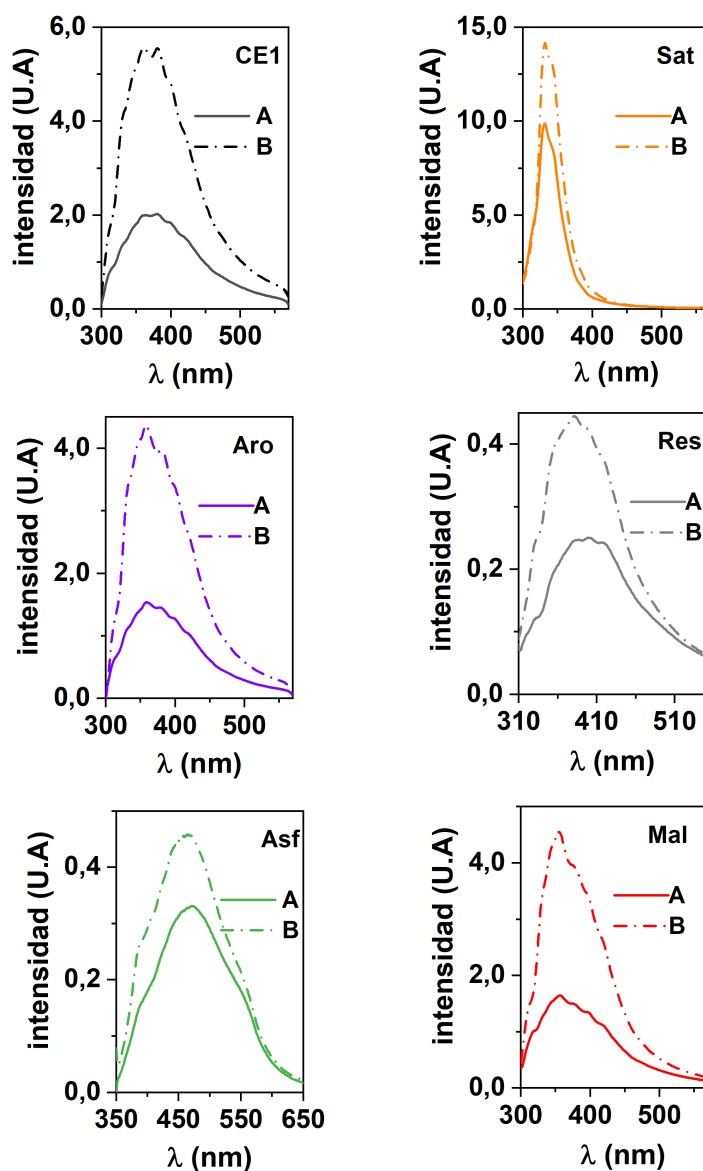 6,0
4,0
2,0
0,0
intensidad (U.A)
CE1
A
B
300 400 500
λ (nm)
15,0
10,0
5,0
0,0
intensidad (U.A)
Sat
A
B
300 400 500
λ (nm)
4,0
2,0
0,0
intensidad (U.A)
Aro
A
B
300 400 500
λ (nm)
0,4
0,2
0,0
intensidad (U.A)
Res
A
B
310 410 510
λ (nm)
0,4
0,2
0,0
intensidad (U.A)
Asf
A
B
350 450 550 650
λ (nm)
4,0
2,0
0,0
intensidad (U.A)
Mal
A
B
300 400 500
λ (nm)